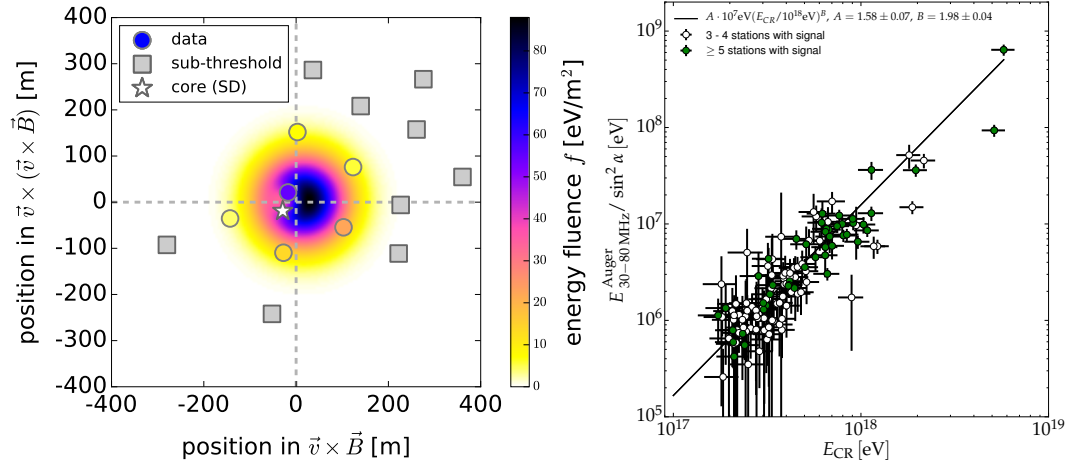 data
sub-threshold
core (SD)
400
300
200
100
0
-100
-200
-300
-400
-400
-200
0
200
400
position in v⃗ × (v⃗ × B⃗) [m]
position in v⃗ × B⃗ [m]
80
70
60
50
40
30
20
10
0
energy fluence f [eV/m²]
A · 10⁷eV(E_CR/10¹⁸eV)ᴮ, A = 1.58 ± 0.07, B = 1.98 ± 0.04
3 - 4 stations with signal
≥ 5 stations with signal
10⁹
10⁸
10⁷
10⁶
10⁵
10¹⁷
10¹⁸
10¹⁹
E^Auger_30−80 MHz / sin² α [eV]
E_CR [eV]